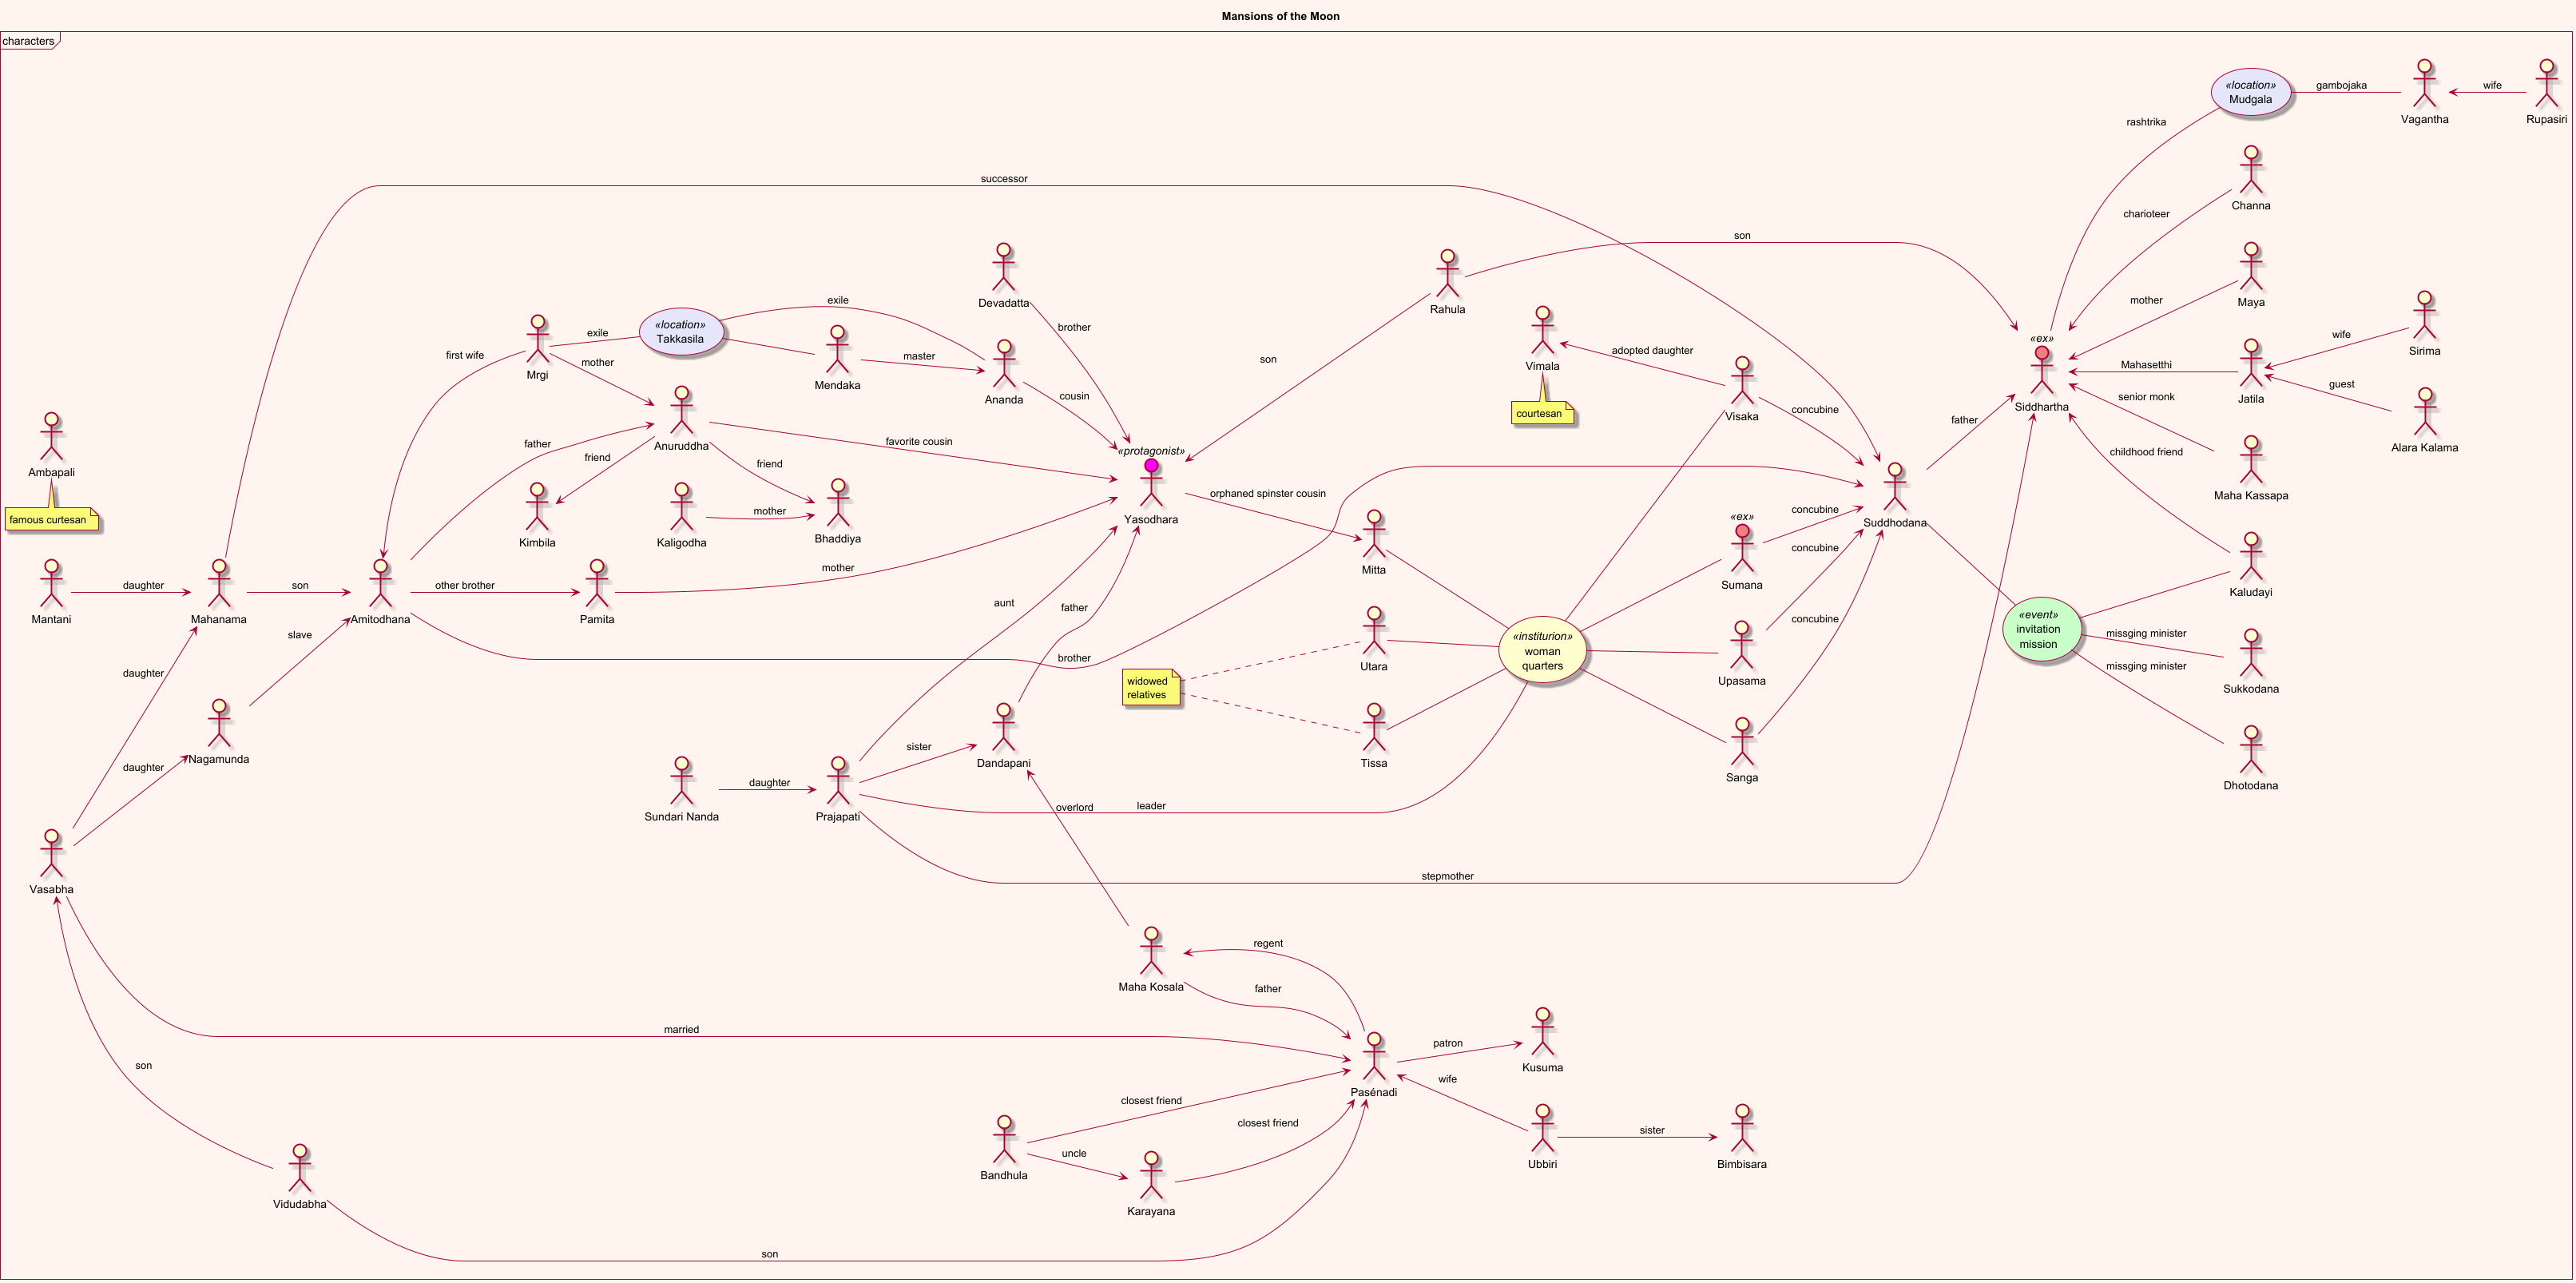 Mansions of the Moon
characters
«location»
Mudgala
gambojaka
Vagantha
wife
Rupasiri
rashtrika
Channa
charioteer
successor
son
Maya
mother
Devadatta
Rahula
exile
«location»
Takkasila
exile
Mrgi
first wife
mother
Mendaka
master
Ananda
brother
cousin
son
Vimala
courtesan
adopted daughter
Visaka
concubine
«ex»
Siddhartha
Mahasetthi
Jatila
wife
Sirima
guest
Alara Kalama
senior monk
Maha Kassapa
childhood friend
father
Ambapali
famous curtesan
father
Anuruddha
friend
friend
favorite cousin
Kimbila
Kaligodha
mother
Bhaddiya
«protagonist»
Yasodhara
orphaned spinster cousin
Mitta
«ex»
Sumana
concubine
Suddhodana
concubine
Kaludayi
Mantani
daughter
Mahanama
son
Amitodhana
other brother
Pamita
mother
aunt
father
slave
brother
Utara
«institurion»
woman
quarters
Upasama
concubine
«event»
invitation
mission
missging minister
Sukkodana
missging minister
Dhotodana
widowed
relatives
Tissa
Sanga
daughter
Nagamunda
daughter
Sundari Nanda
daughter
Prajapati
sister
Dandapani
overlord
leader
stepmother
Vasabha
Maha Kosala
regent
father
married
son
Pasénadi
patron
Kusuma
wife
Ubbiri
sister
Bimbisara
closest friend
closest friend
Bandhula
uncle
Karayana
Vidudabha
son